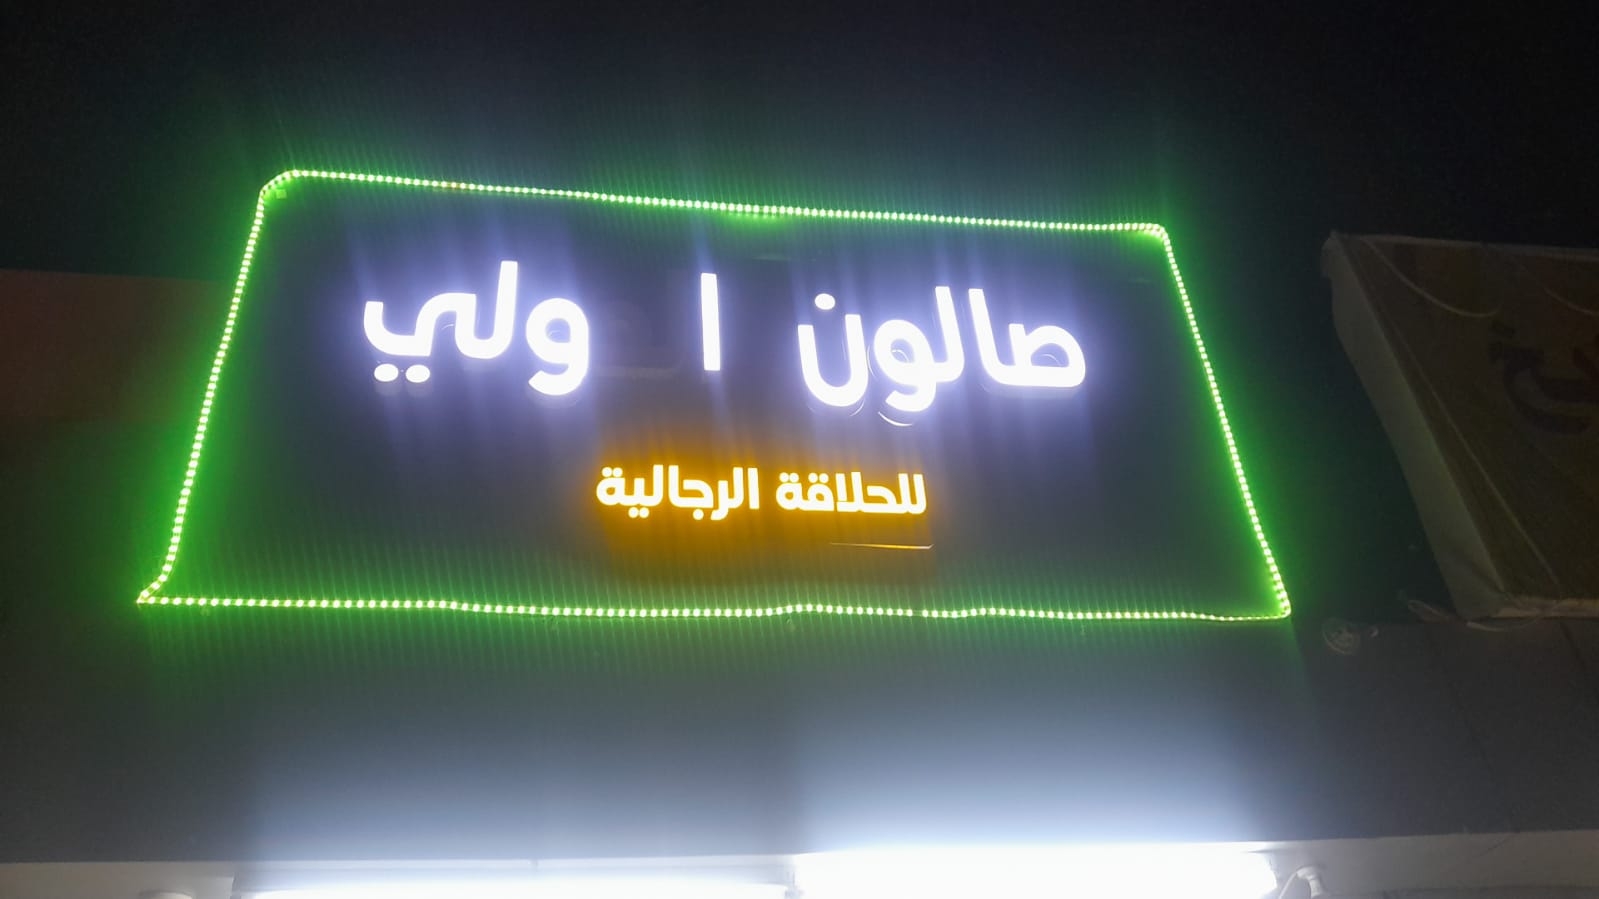 صالون ا ولي
للحلاقة الرجالية